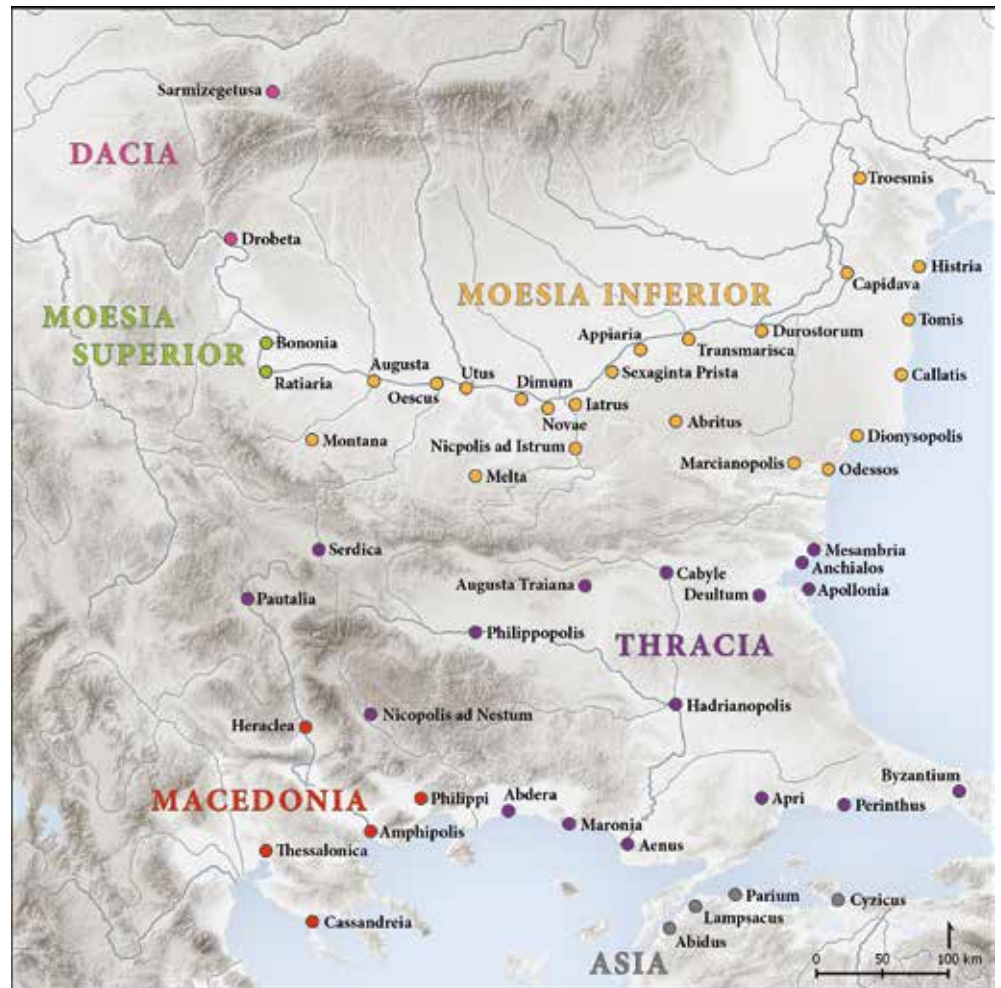 Sarmizegetusa
DACIA
Troesmis
Drobeta
Histria
Capidava
MOESIA INFERIOR
MOESIA
SUPERIOR
Tomis
Durostorum
Appiaria
Transmarisca
Bononia
Augusta
Utus
Sexaginta Prista
Callatis
Ratiaria
Oescus
Dimum
Iatrus
Novae
Abritus
Dionysopolis
Montana
Nicpolis ad Istrum
Marcianopolis
Odessos
Melta
Serdica
Mesambria
Anchialos
Cabyle
Augusta Traiana
Deultum
Apollonia
Pautalia
Philippopolis
THRACIA
Hadrianopolis
Nicopolis ad Nestum
Heraclea
Byzantium
MACEDONIA
Philippi
Abdera
Apri
Perinthus
Maronia
Amphipolis
Aenus
Thessalonica
Parium
Cyzicus
Lampsacus
Cassandreia
Abidus
ASIA
0 50 100 km